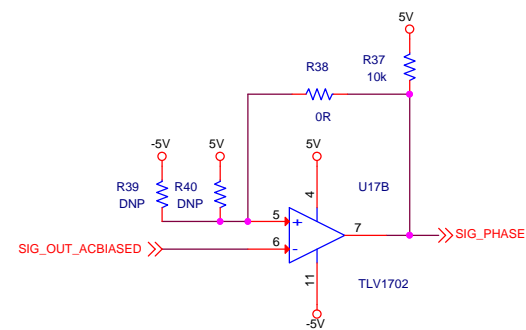 5V
R38
R37
10k
0R
-5V
5V
5V
R39
R40
DNP
DNP
4
U17B
5
+
7
SIG_PHASE
SIG_OUT_ACBIASED
6
-
11
TLV1702
-5V